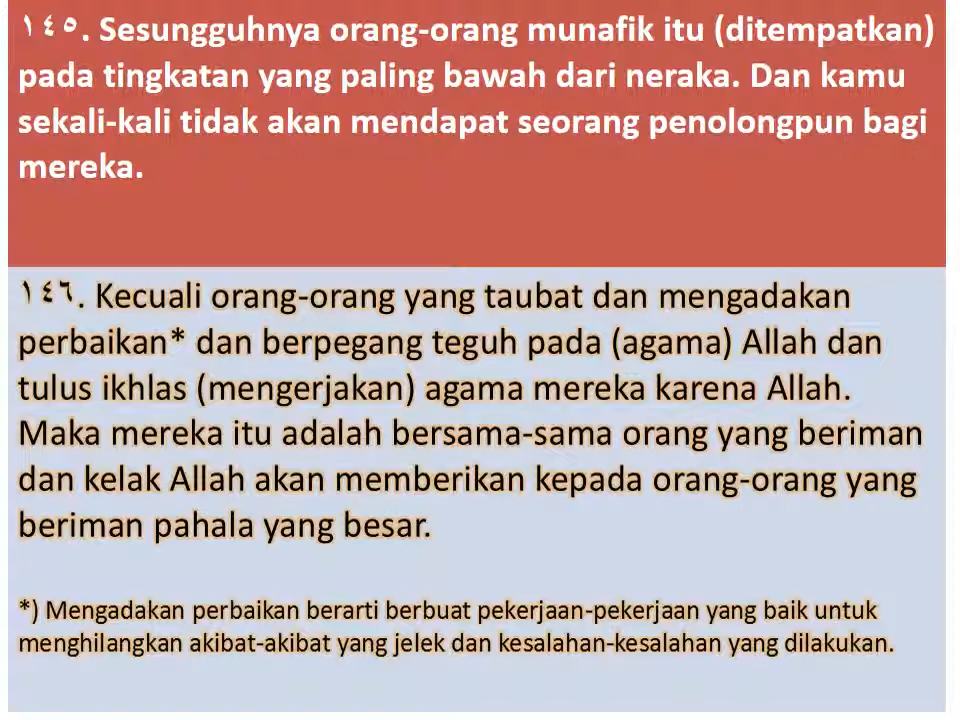 ١٤٥. Sesungguhnya orang-orang munafik itu (ditempatkan)
pada tingkatan yang paling bawah dari neraka. Dan kamu
sekali-kali tidak akan mendapat seorang penolongpun bagi
mereka.
١٤٦. Kecuali orang-orang yang taubat dan mengadakan
perbaikan* dan berpegang teguh pada (agama) Allah dan
tulus ikhlas (mengerjakan) agama mereka karena Allah.
Maka mereka itu adalah bersama-sama orang yang beriman
dan kelak Allah akan memberikan kepada orang-orang yang
beriman pahala yang besar.
*) Mengadakan perbaikan berarti berbuat pekerjaan-pekerjaan yang baik untuk
menghilangkan akibat-akibat yang jelek dan kesalahan-kesalahan yang dilakukan.